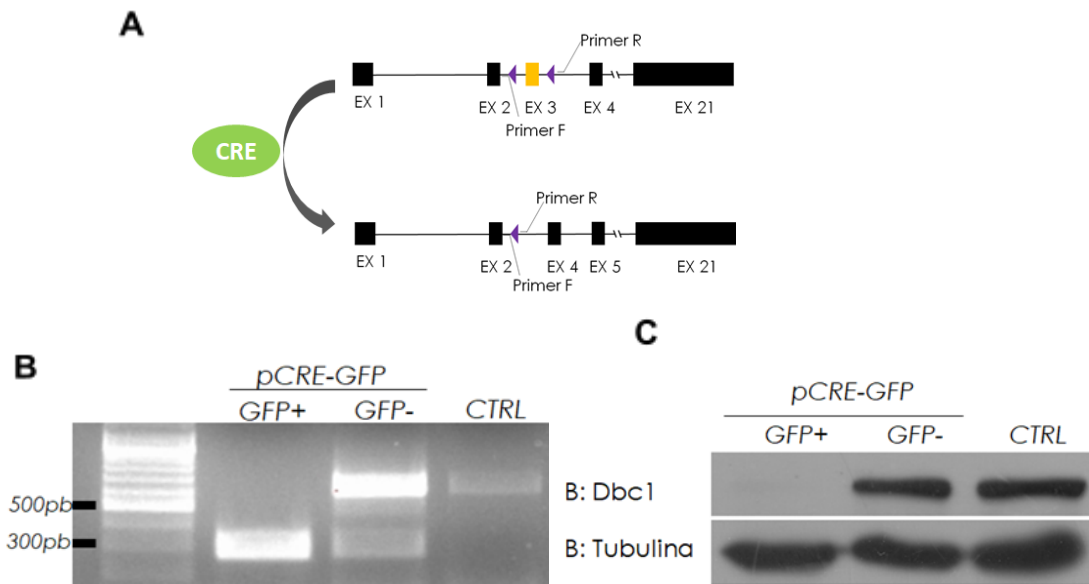 A
Primer R
EX 1
EX 2
EX 3
EX 4
EX 21
Primer F
CRE
Primer R
EX 1
EX 2
EX 4
EX 5
EX 21
Primer F
B
pCRE-GFP
GFP+
GFP-
CTRL
500pb
300pb
C
pCRE-GFP
GFP+
GFP-
CTRL
B: Dbc1
B: Tubulina